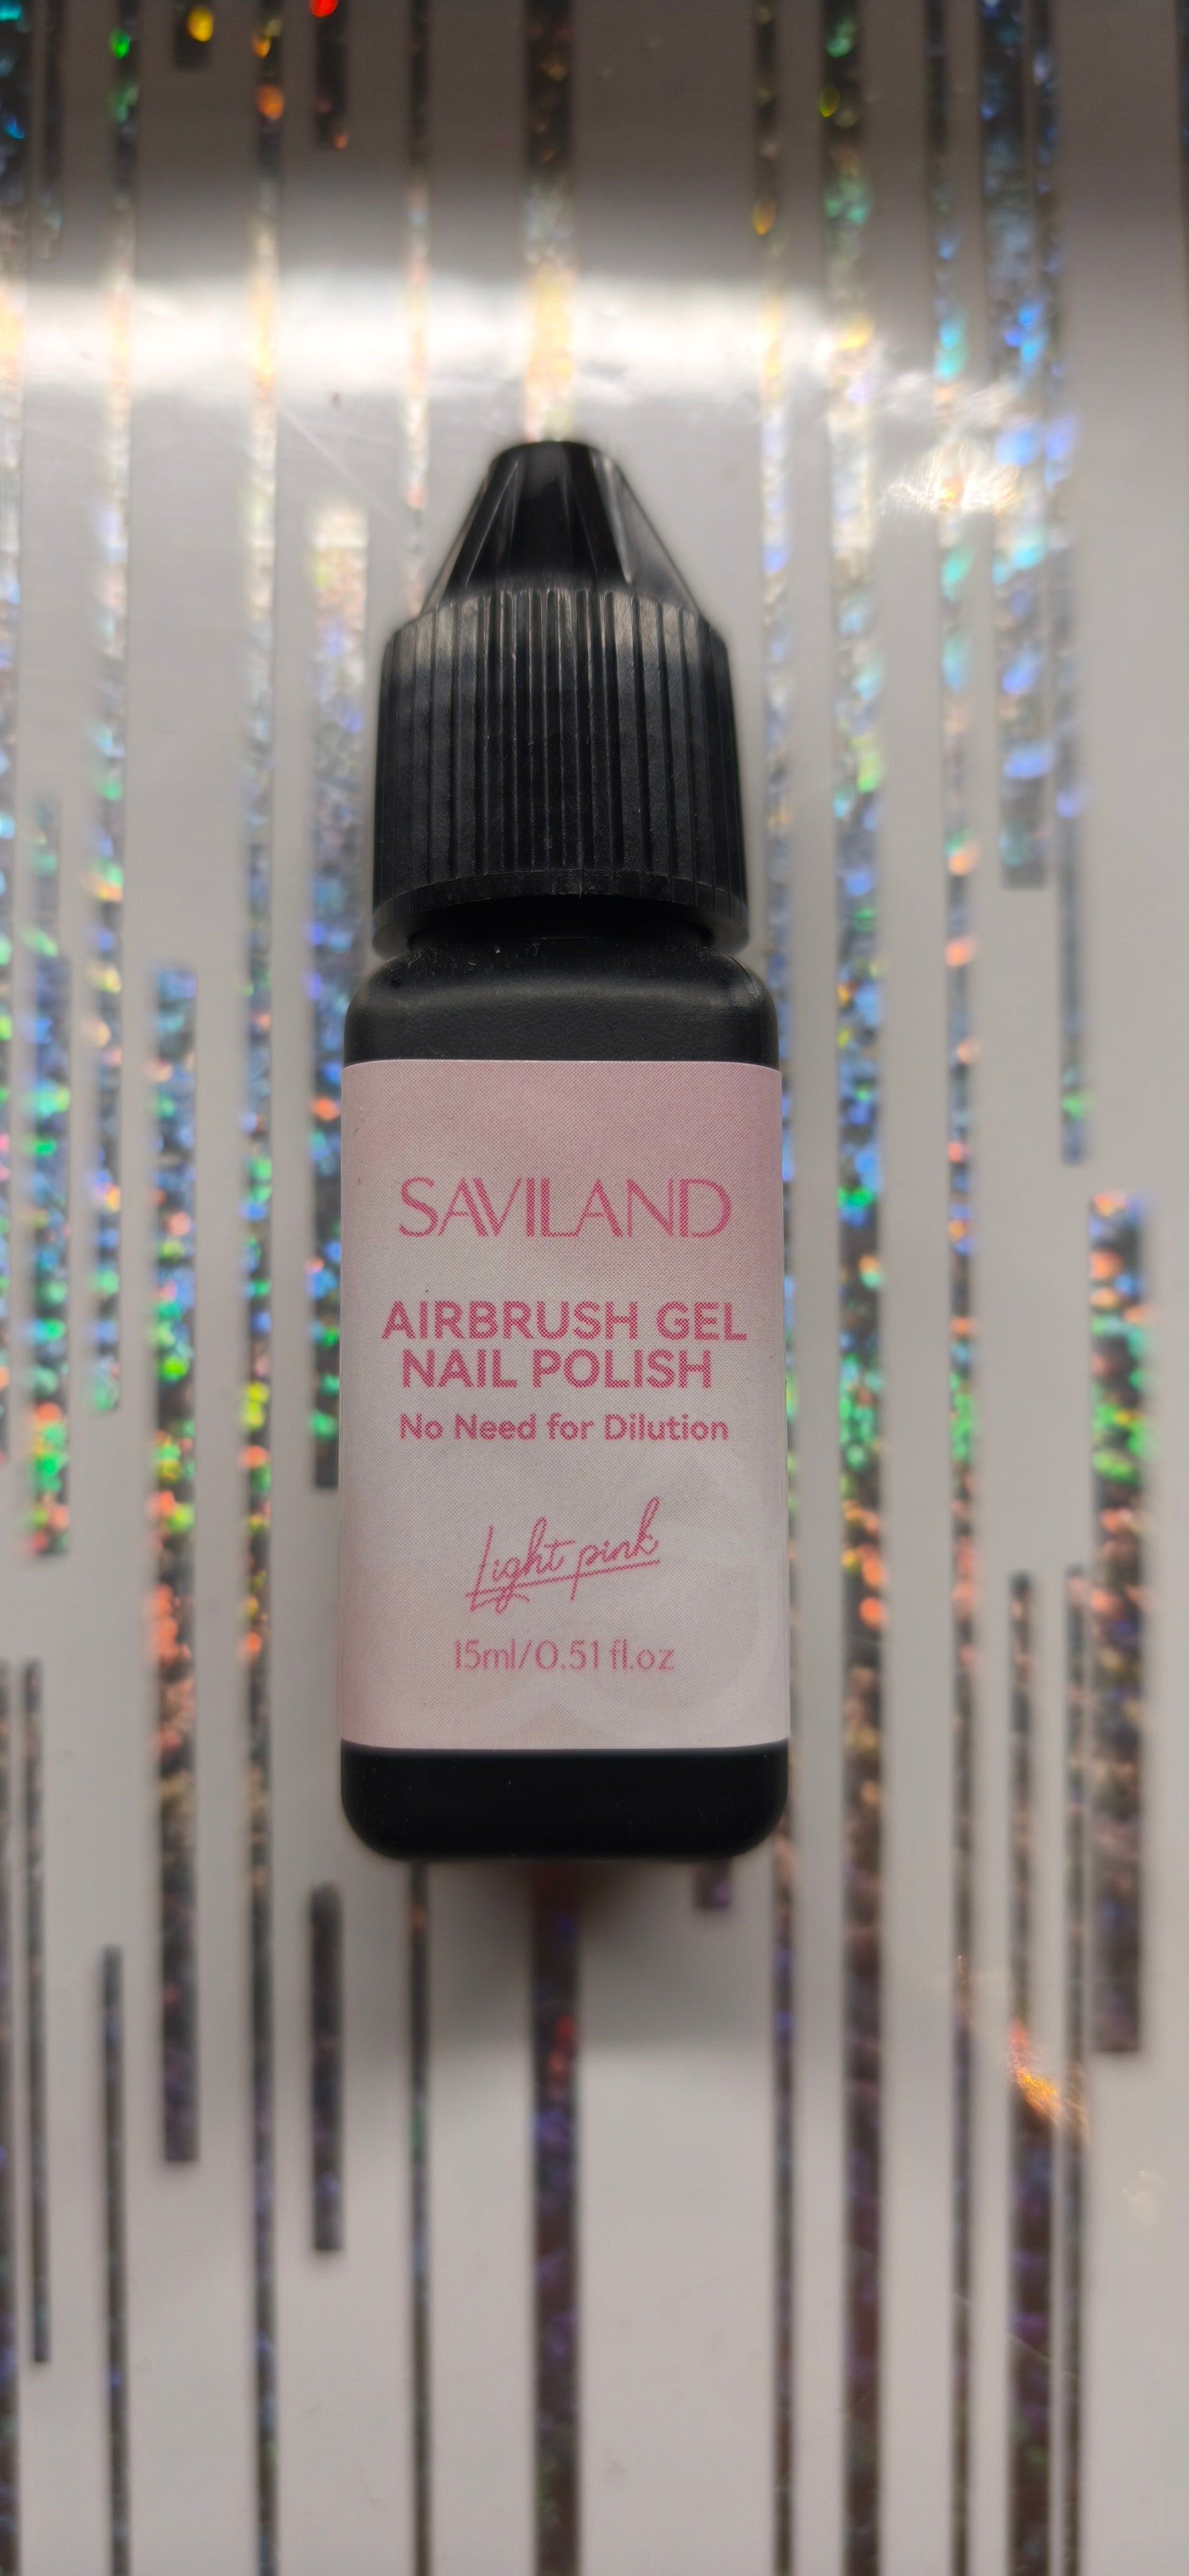 SAVILAND
AIRBRUSH GEL
NAIL POLISH
No Need for Dilution
Light pink
15ml/0.51 fl.oz